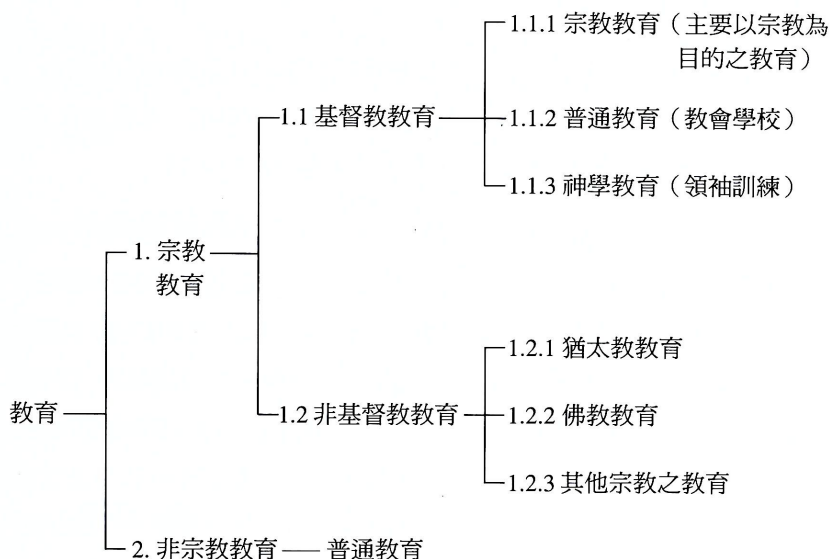 1.1.1 宗教教育（主要以宗教為
目的之教育）
1.1 基督教教育
1.1.2 普通教育（教會學校）
1.1.3 神學教育（領袖訓練）
1. 宗教
教育
1.2.1 猶太教教育
教育
1.2 非基督教教育
1.2.2 佛教教育
1.2.3 其他宗教之教育
2. 非宗教教育 — 普通教育